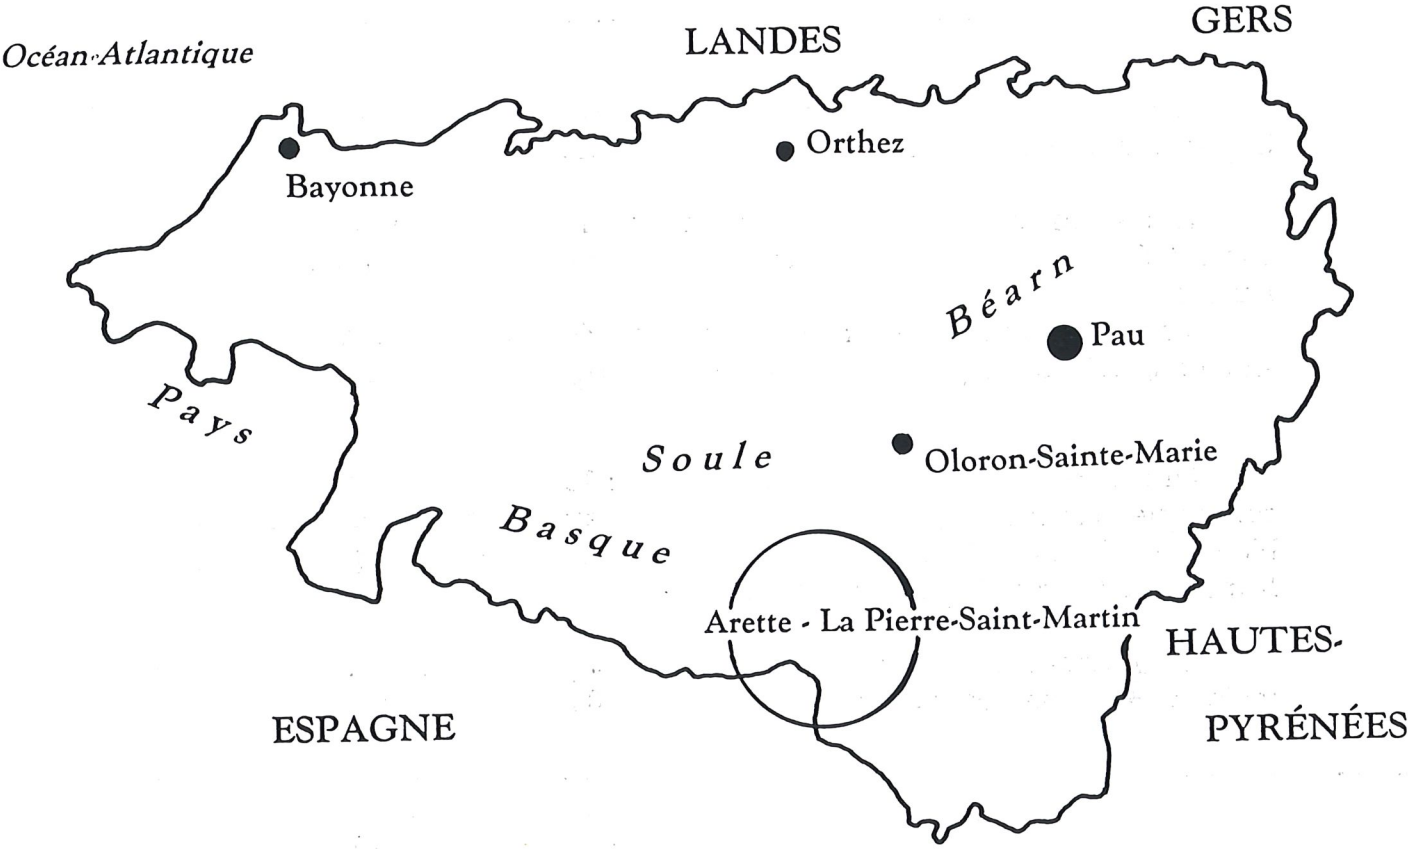 GERS
LANDES
Océan Atlantique
Orthez
Bayonne
Béarn
Pau
Pays
Soule
Oloron-Sainte-Marie
Basque
Arette - La Pierre-Saint-Martin
HAUTES-
PYRÉNÉES
ESPAGNE